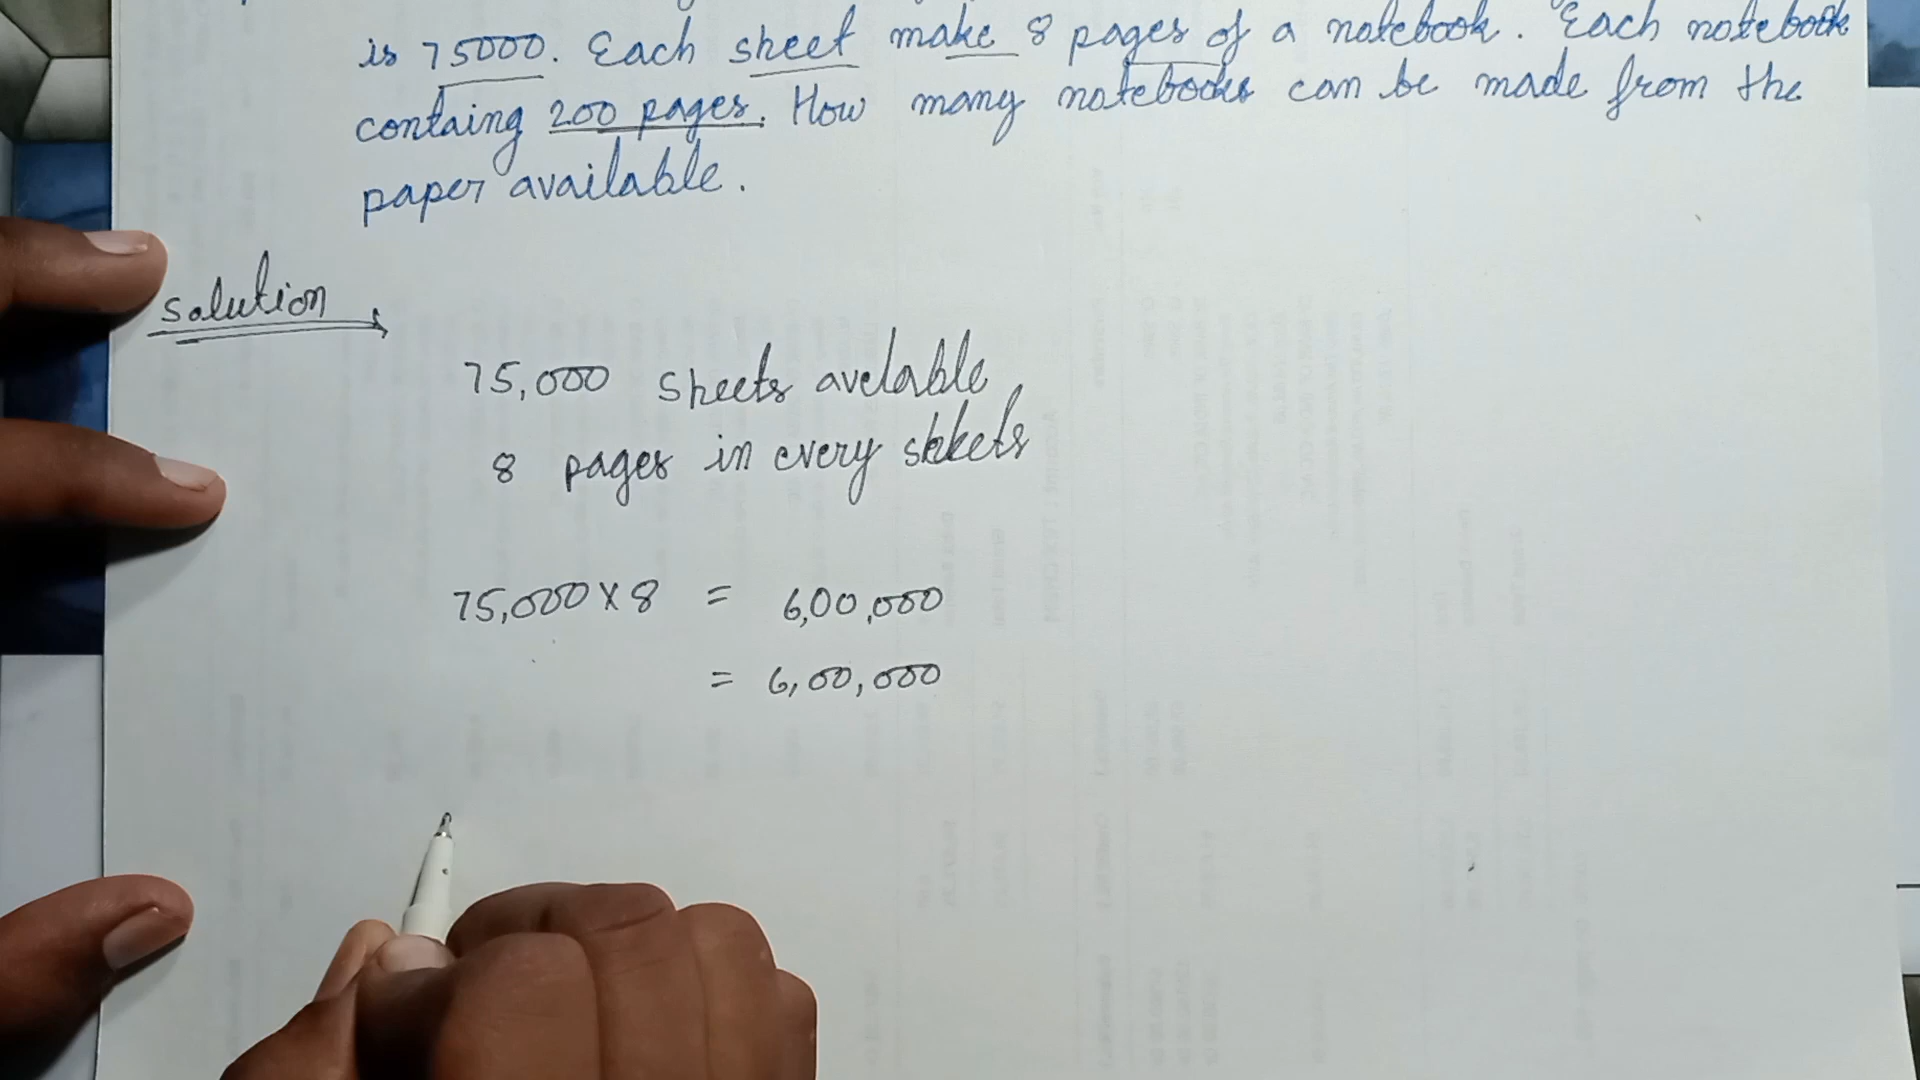 is 75000. Each sheet make 8 pages of a notebook. Each notebook
containg 200 pages. How many notebooks can be made from the
paper available.
Solution
75,000 Sheets avelable
8 pages in every
75,000 x 8 = 6,00,000
= 6,00,000